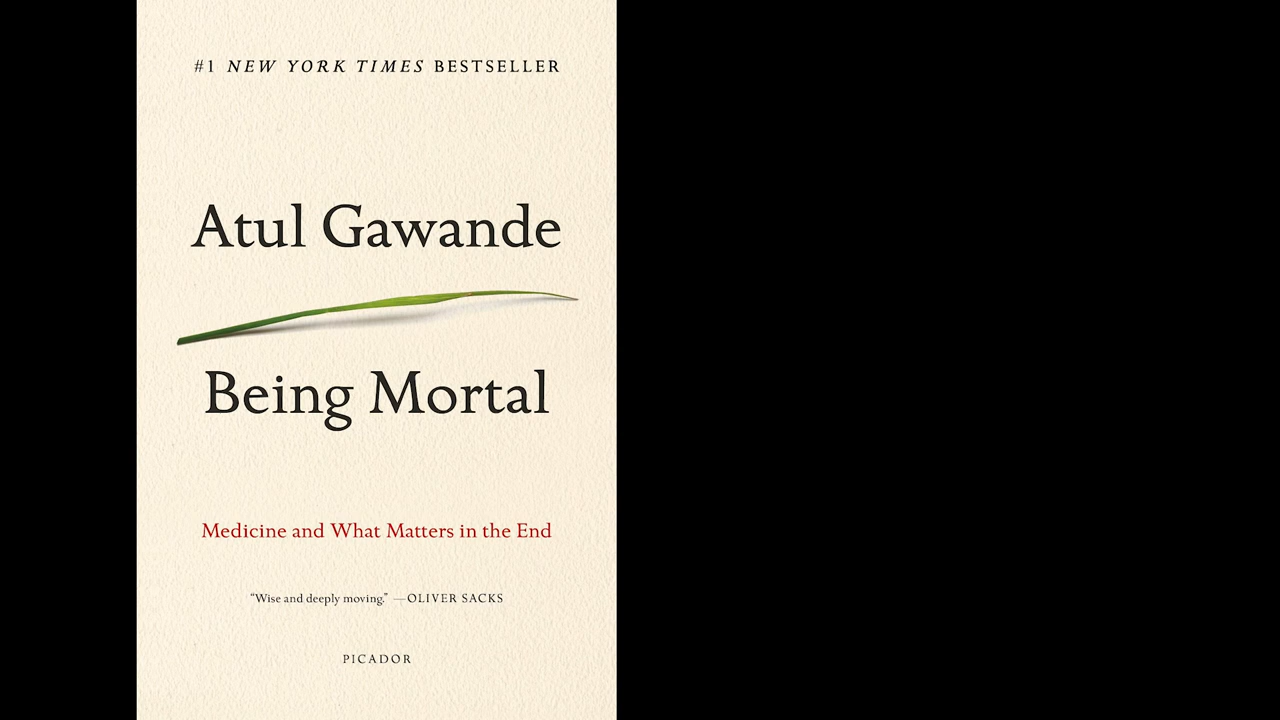 #1 NEW YORK TIMES BESTSELLER
Atul Gawande
Being Mortal
Medicine and What Matters in the End
“Wise and deeply moving.” —OLIVER SACKS
PICADOR